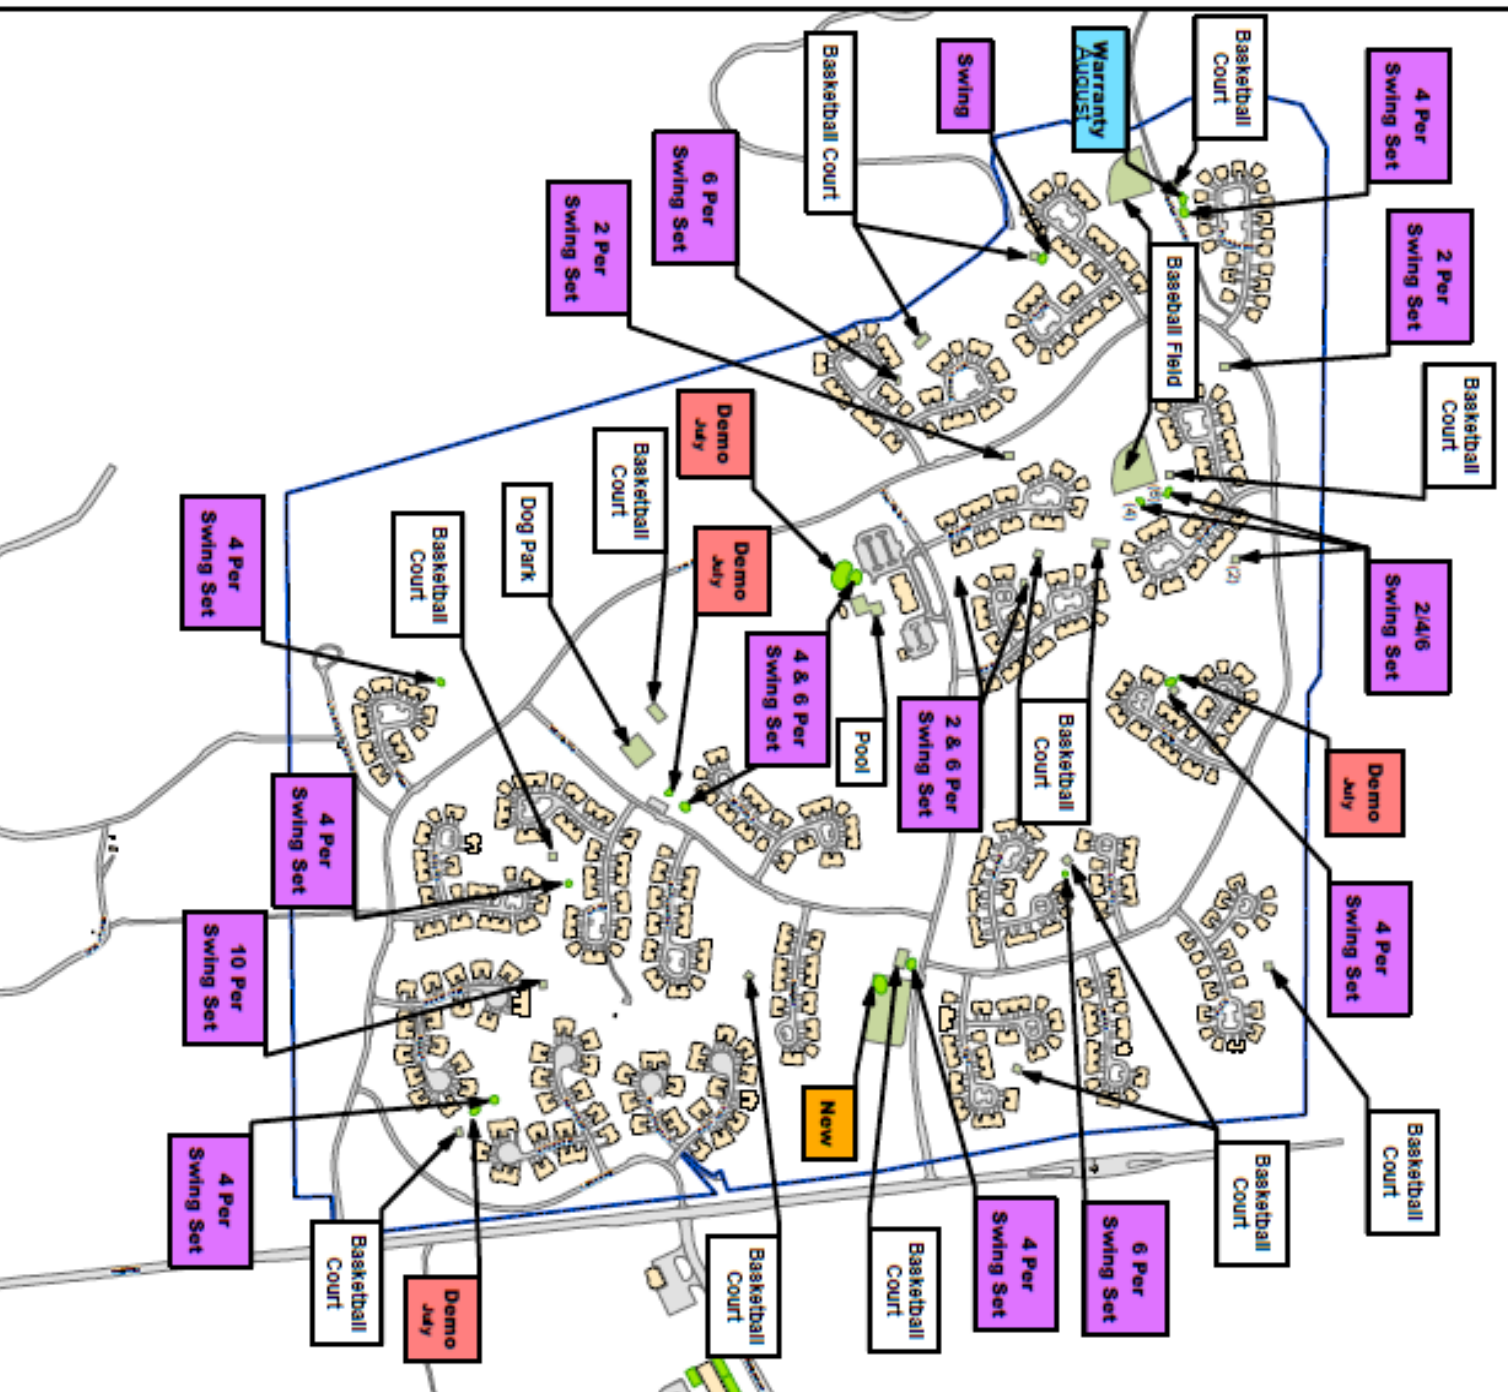 4 Per
Swing Set
2 Per
Swing Set
Basketball
Court
2/4/6
Swing Set
Demo
July
4 Per
Swing Set
Basketball
Court
Basketball
Court
(2)
Basketball
Court
Baseball Field
(6)
(4)
6 Per
Swing Set
Warranty
August
Basketball
Court
4 Per
Swing Set
Swing
2 & 6 Per
Swing Set
Basketball
Court
Pool
Basketball Court
New
4 & 6 Per
Swing Set
Basketball
Court
Demo
July
Demo
July
6 Per
Swing Set
Basketball
Court
2 Per
Swing Set
Dog Park
Demo
July
Basketball
Court
Basketball
Court
4 Per
Swing Set
4 Per
Swing Set
10 Per
Swing Set
4 Per
Swing Set